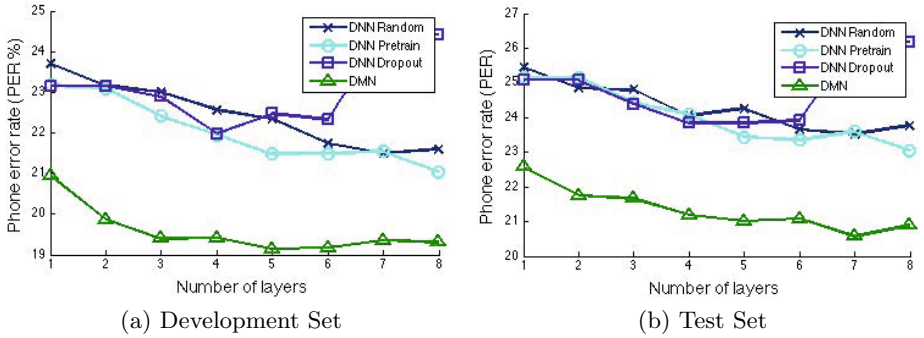 Phone error rate (PER %)
25
24
23
22
21
20
19
DNN Random
DNN Pretrain
DNN Dropout
DMN
1 2 3 4 5 6 7 8
Number of layers
(a) Development Set
Phone error rate (PER)
27
26
25
24
23
22
21
20
DNN Random
DNN Pretrain
DNN Dropout
DMN
1 2 3 4 5 6 7 8
Number of layers
(b) Test Set